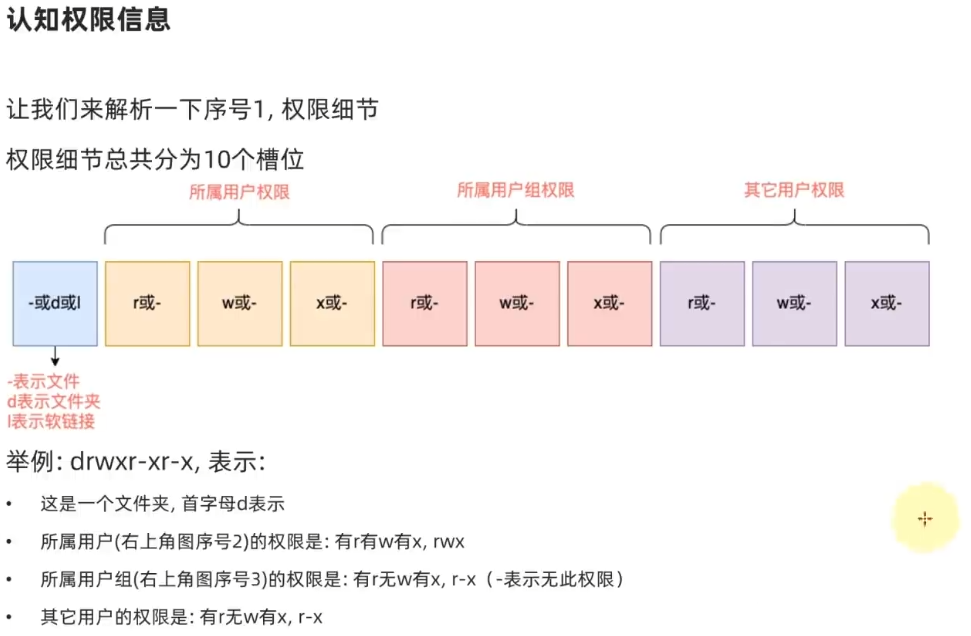 认知权限信息
让我们来解析一下序号1, 权限细节
权限细节总共分为10个槽位
所属用户权限 所属用户组权限 其它用户权限
-或d或l r或- w或- x或- r或- w或- x或- r或- w或- x或-
-表示文件
d表示文件夹
l表示软链接
举例: drwxr-xr-x, 表示:
• 这是一个文件夹, 首字母d表示
• 所属用户(右上角图序号2)的权限是: 有r有w有x, rwx
• 所属用户组(右上角图序号3)的权限是: 有r无w有x, r-x（-表示无此权限）
• 其它用户的权限是: 有r无w有x, r-x